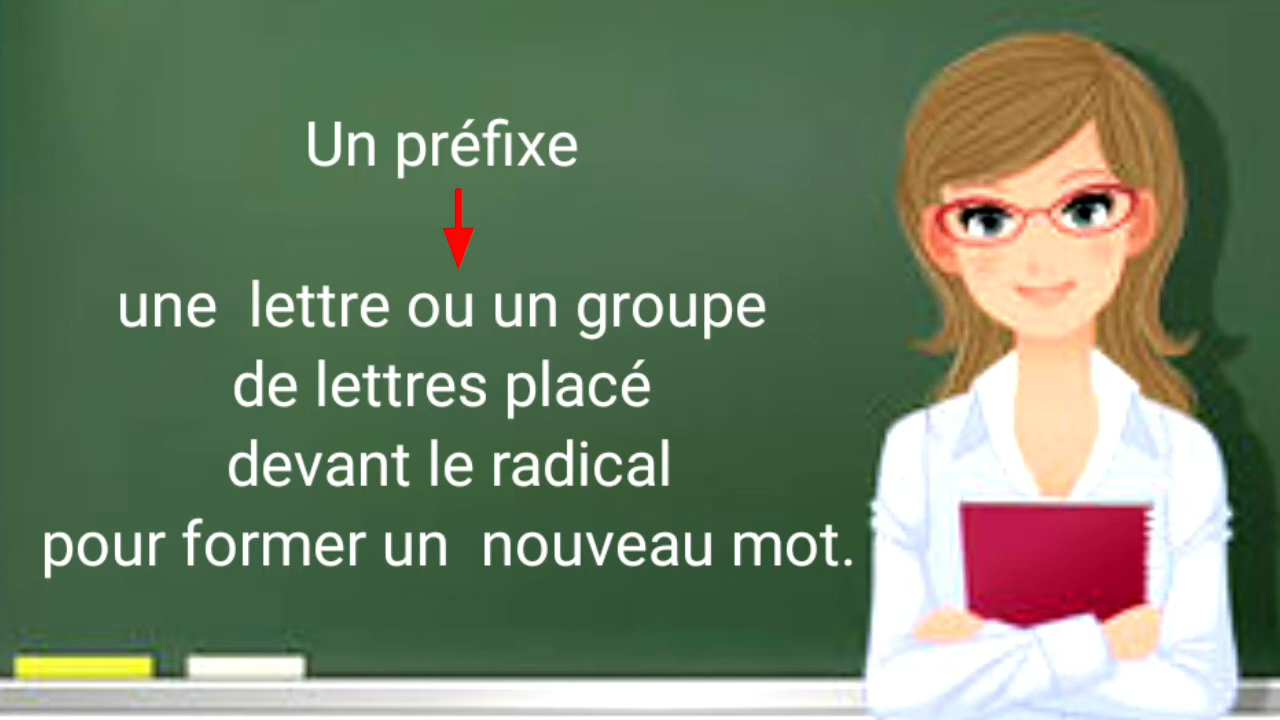 Un préfixe
une lettre ou un groupe
de lettres placé
devant le radical
pour former un nouveau mot.